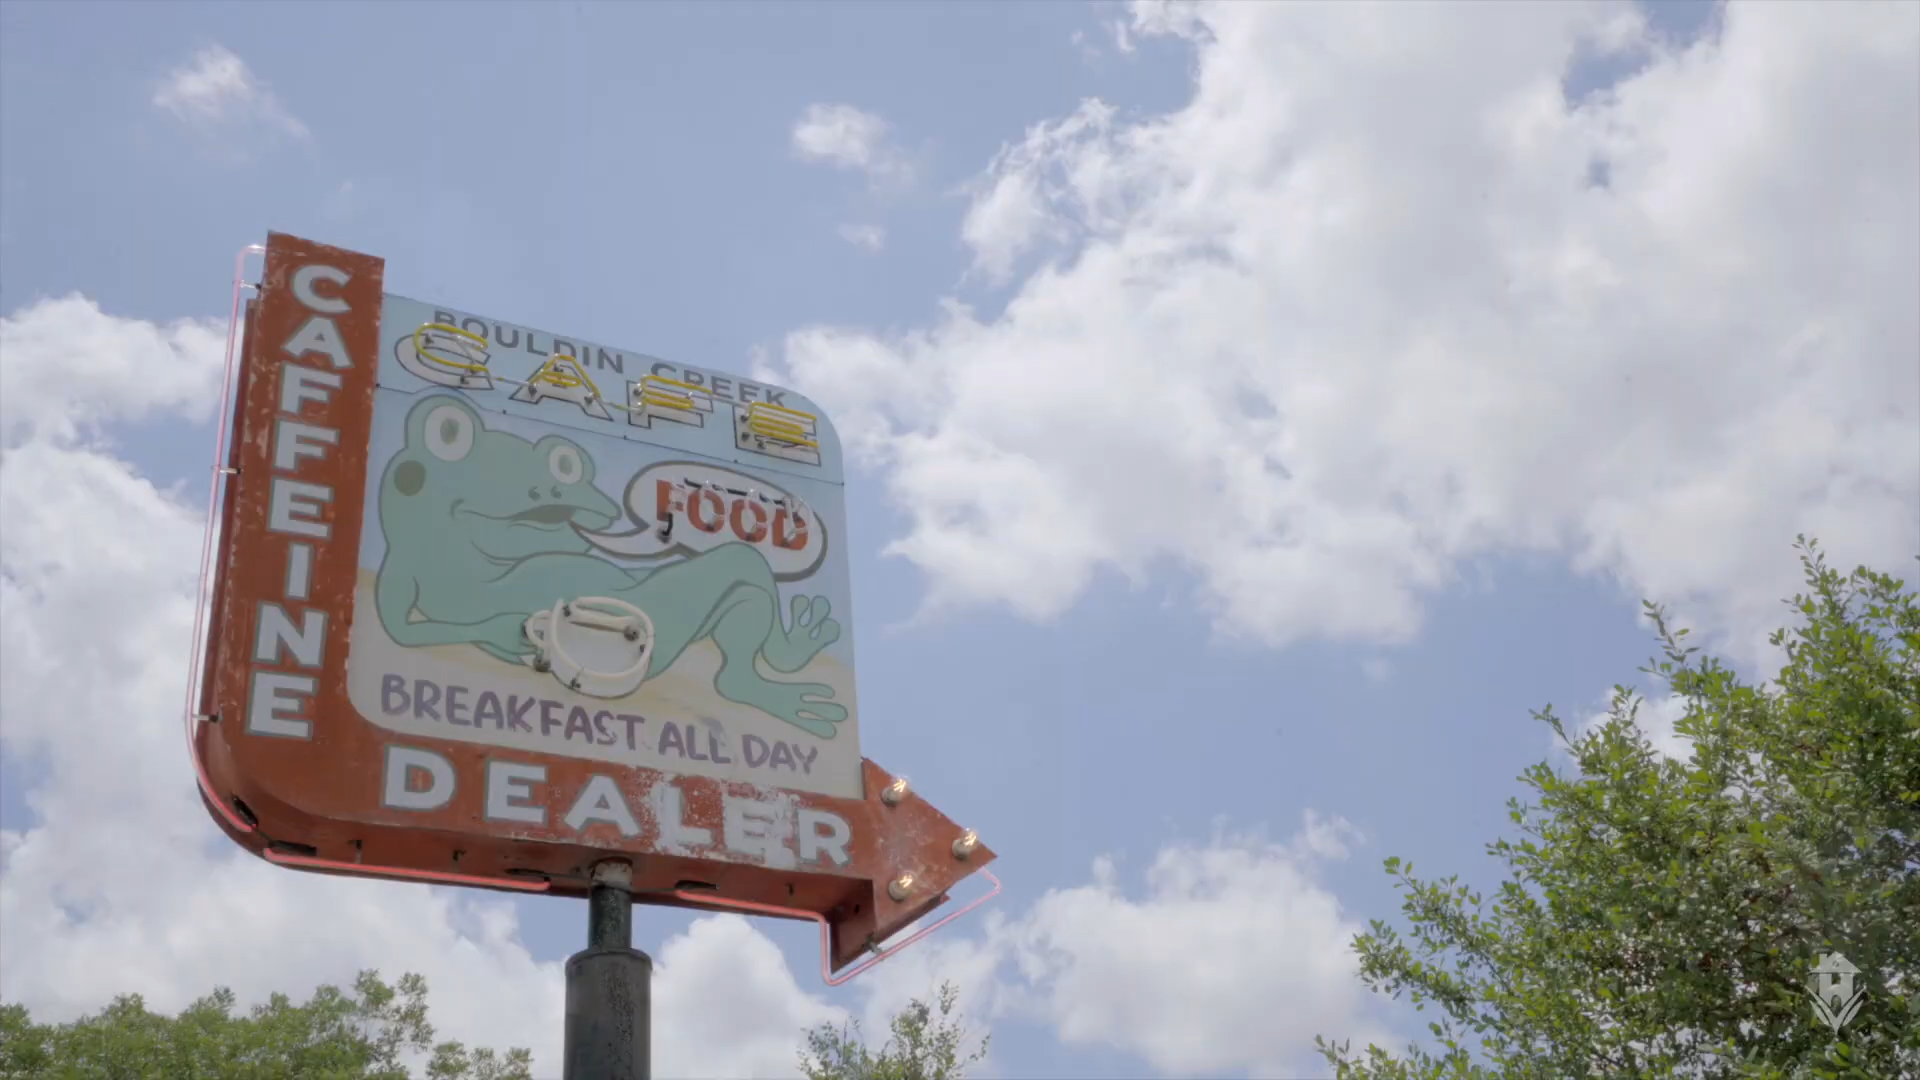 CAFFEINE
BOULDIN CREEK
CAFE
FOOD
BREAKFAST ALL DAY
DEALER